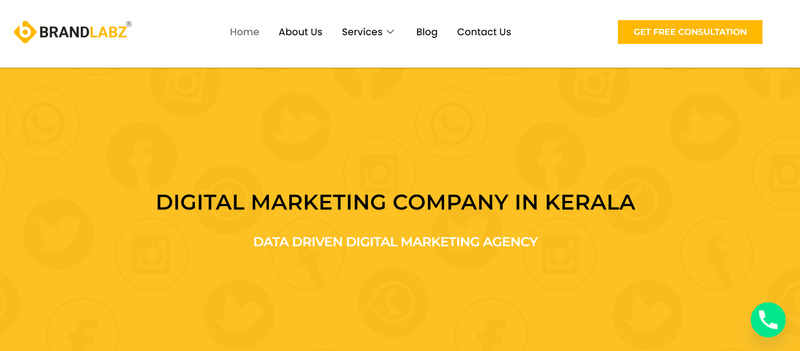 BRANDLABZ®
Home About Us Services Blog Contact Us
GET FREE CONSULTATION
DIGITAL MARKETING COMPANY IN KERALA
DATA DRIVEN DIGITAL MARKETING AGENCY